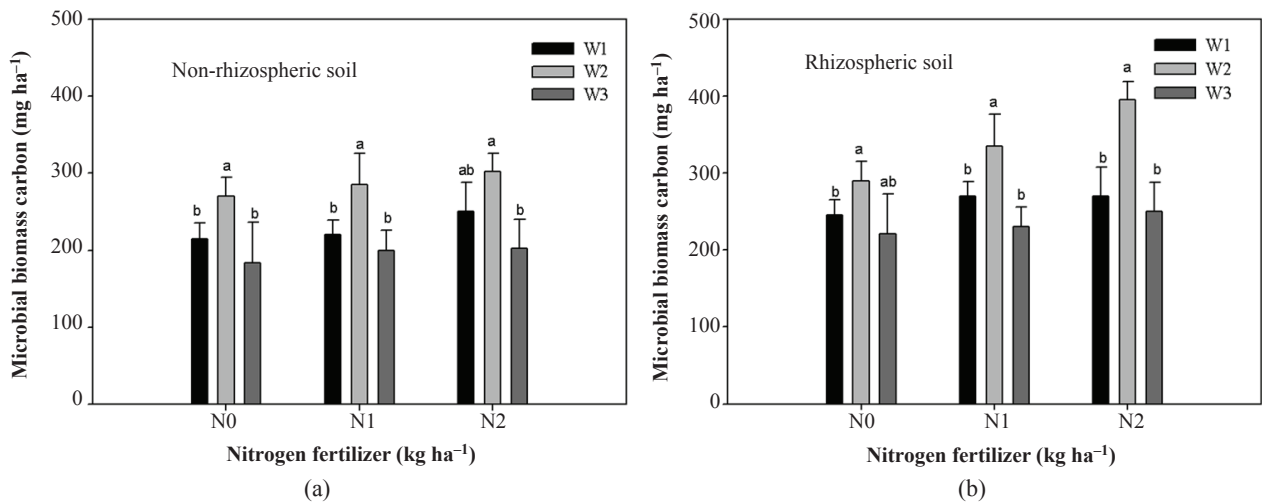 Microbial biomass carbon (mg ha⁻¹)
500
400
300
200
100
0
Non-rhizospheric soil
W1
W2
W3
b
a
b
b
a
b
ab
a
b
N0
N1
N2
Nitrogen fertilizer (kg ha⁻¹)
(a)
Microbial biomass carbon (mg ha⁻¹)
500
400
300
200
100
0
Rhizospheric soil
W1
W2
W3
b
a
ab
b
a
b
b
a
b
N0
N1
N2
Nitrogen fertilizer (kg ha⁻¹)
(b)